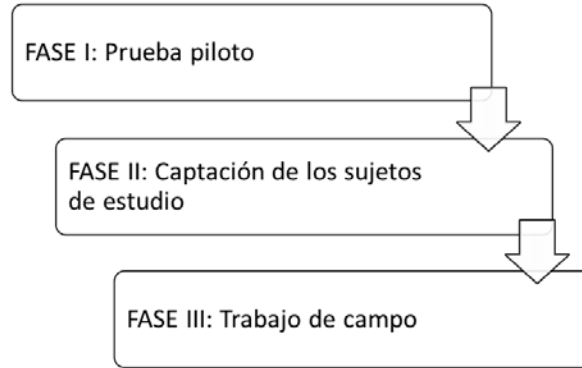 FASE I: Prueba piloto
FASE II: Captación de los sujetos
de estudio
FASE III: Trabajo de campo